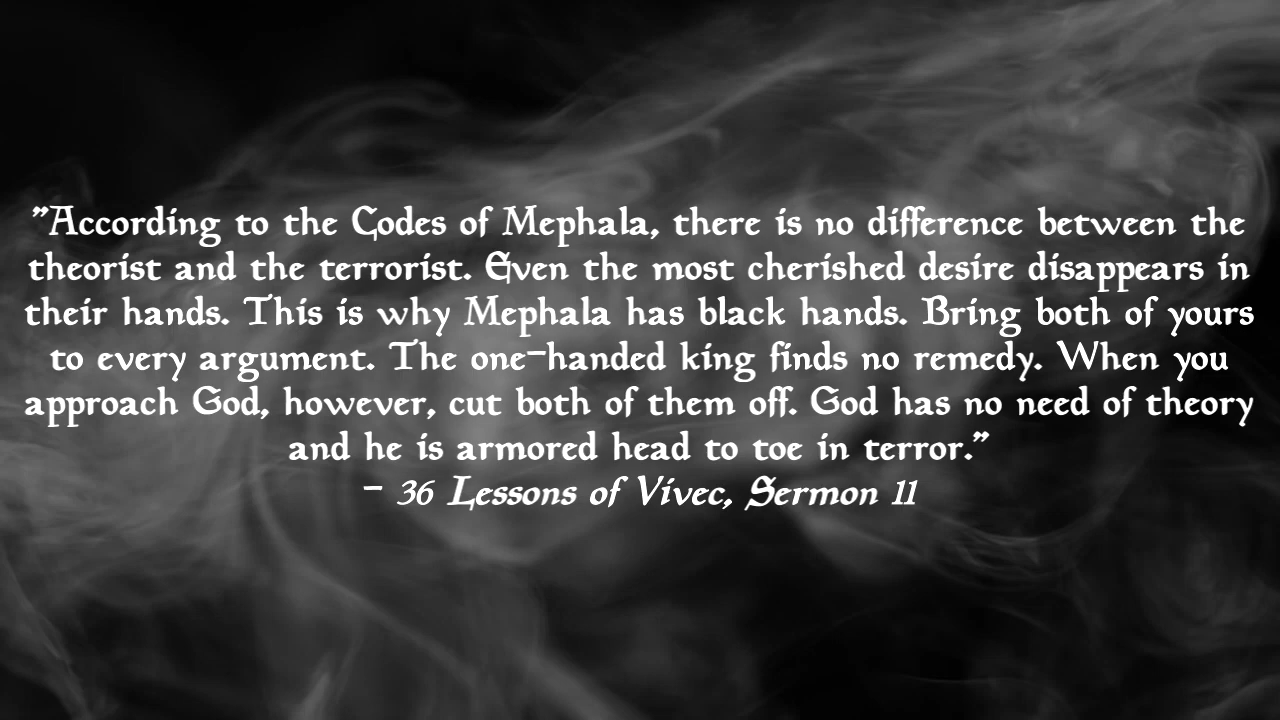 "According to the Codes of Mephala, there is no difference between the
theorist and the terrorist. Even the most cherished desire disappears in
their hands. This is why Mephala has black hands. Bring both of yours
to every argument. The one-handed king finds no remedy. When you
approach God, however, cut both of them off. God has no need of theory
and he is armored head to toe in terror."
- 36 Lessons of Vivec, Sermon 11